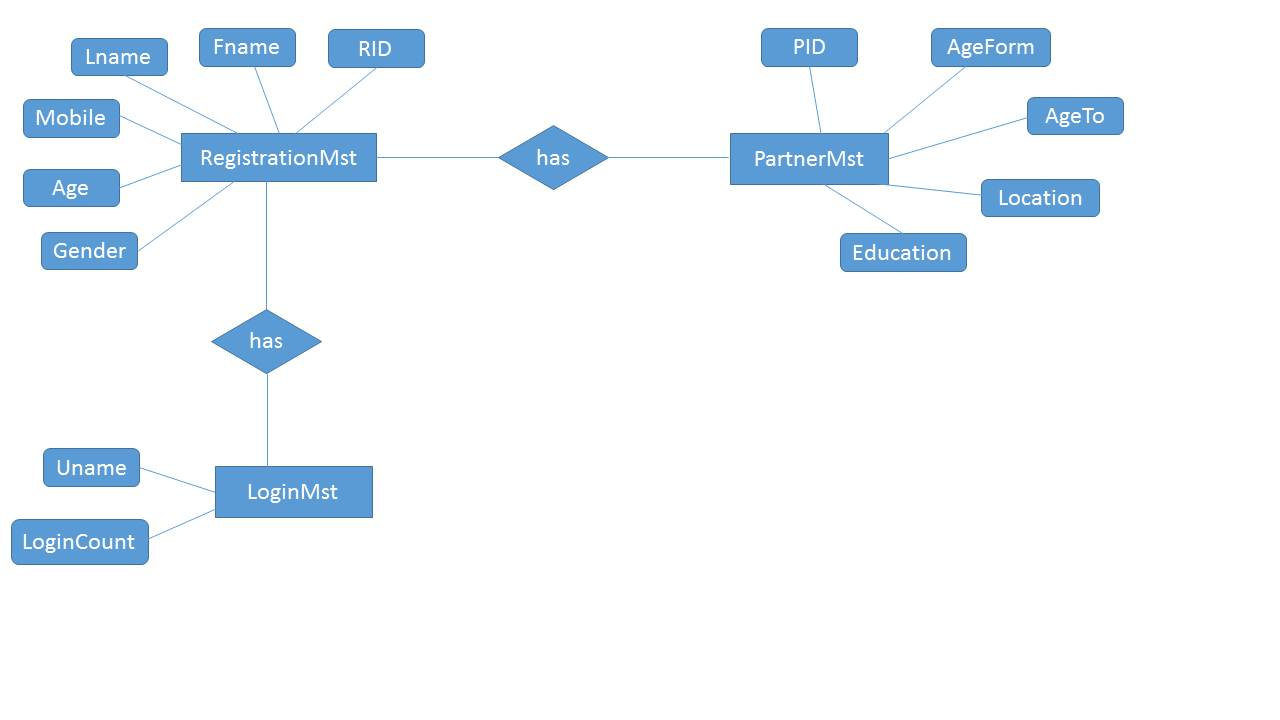 Lname
Fname
RID
PID
AgeForm
Mobile
AgeTo
RegistrationMst
has
PartnerMst
Age
Location
Gender
Education
has
Uname
LoginMst
LoginCount